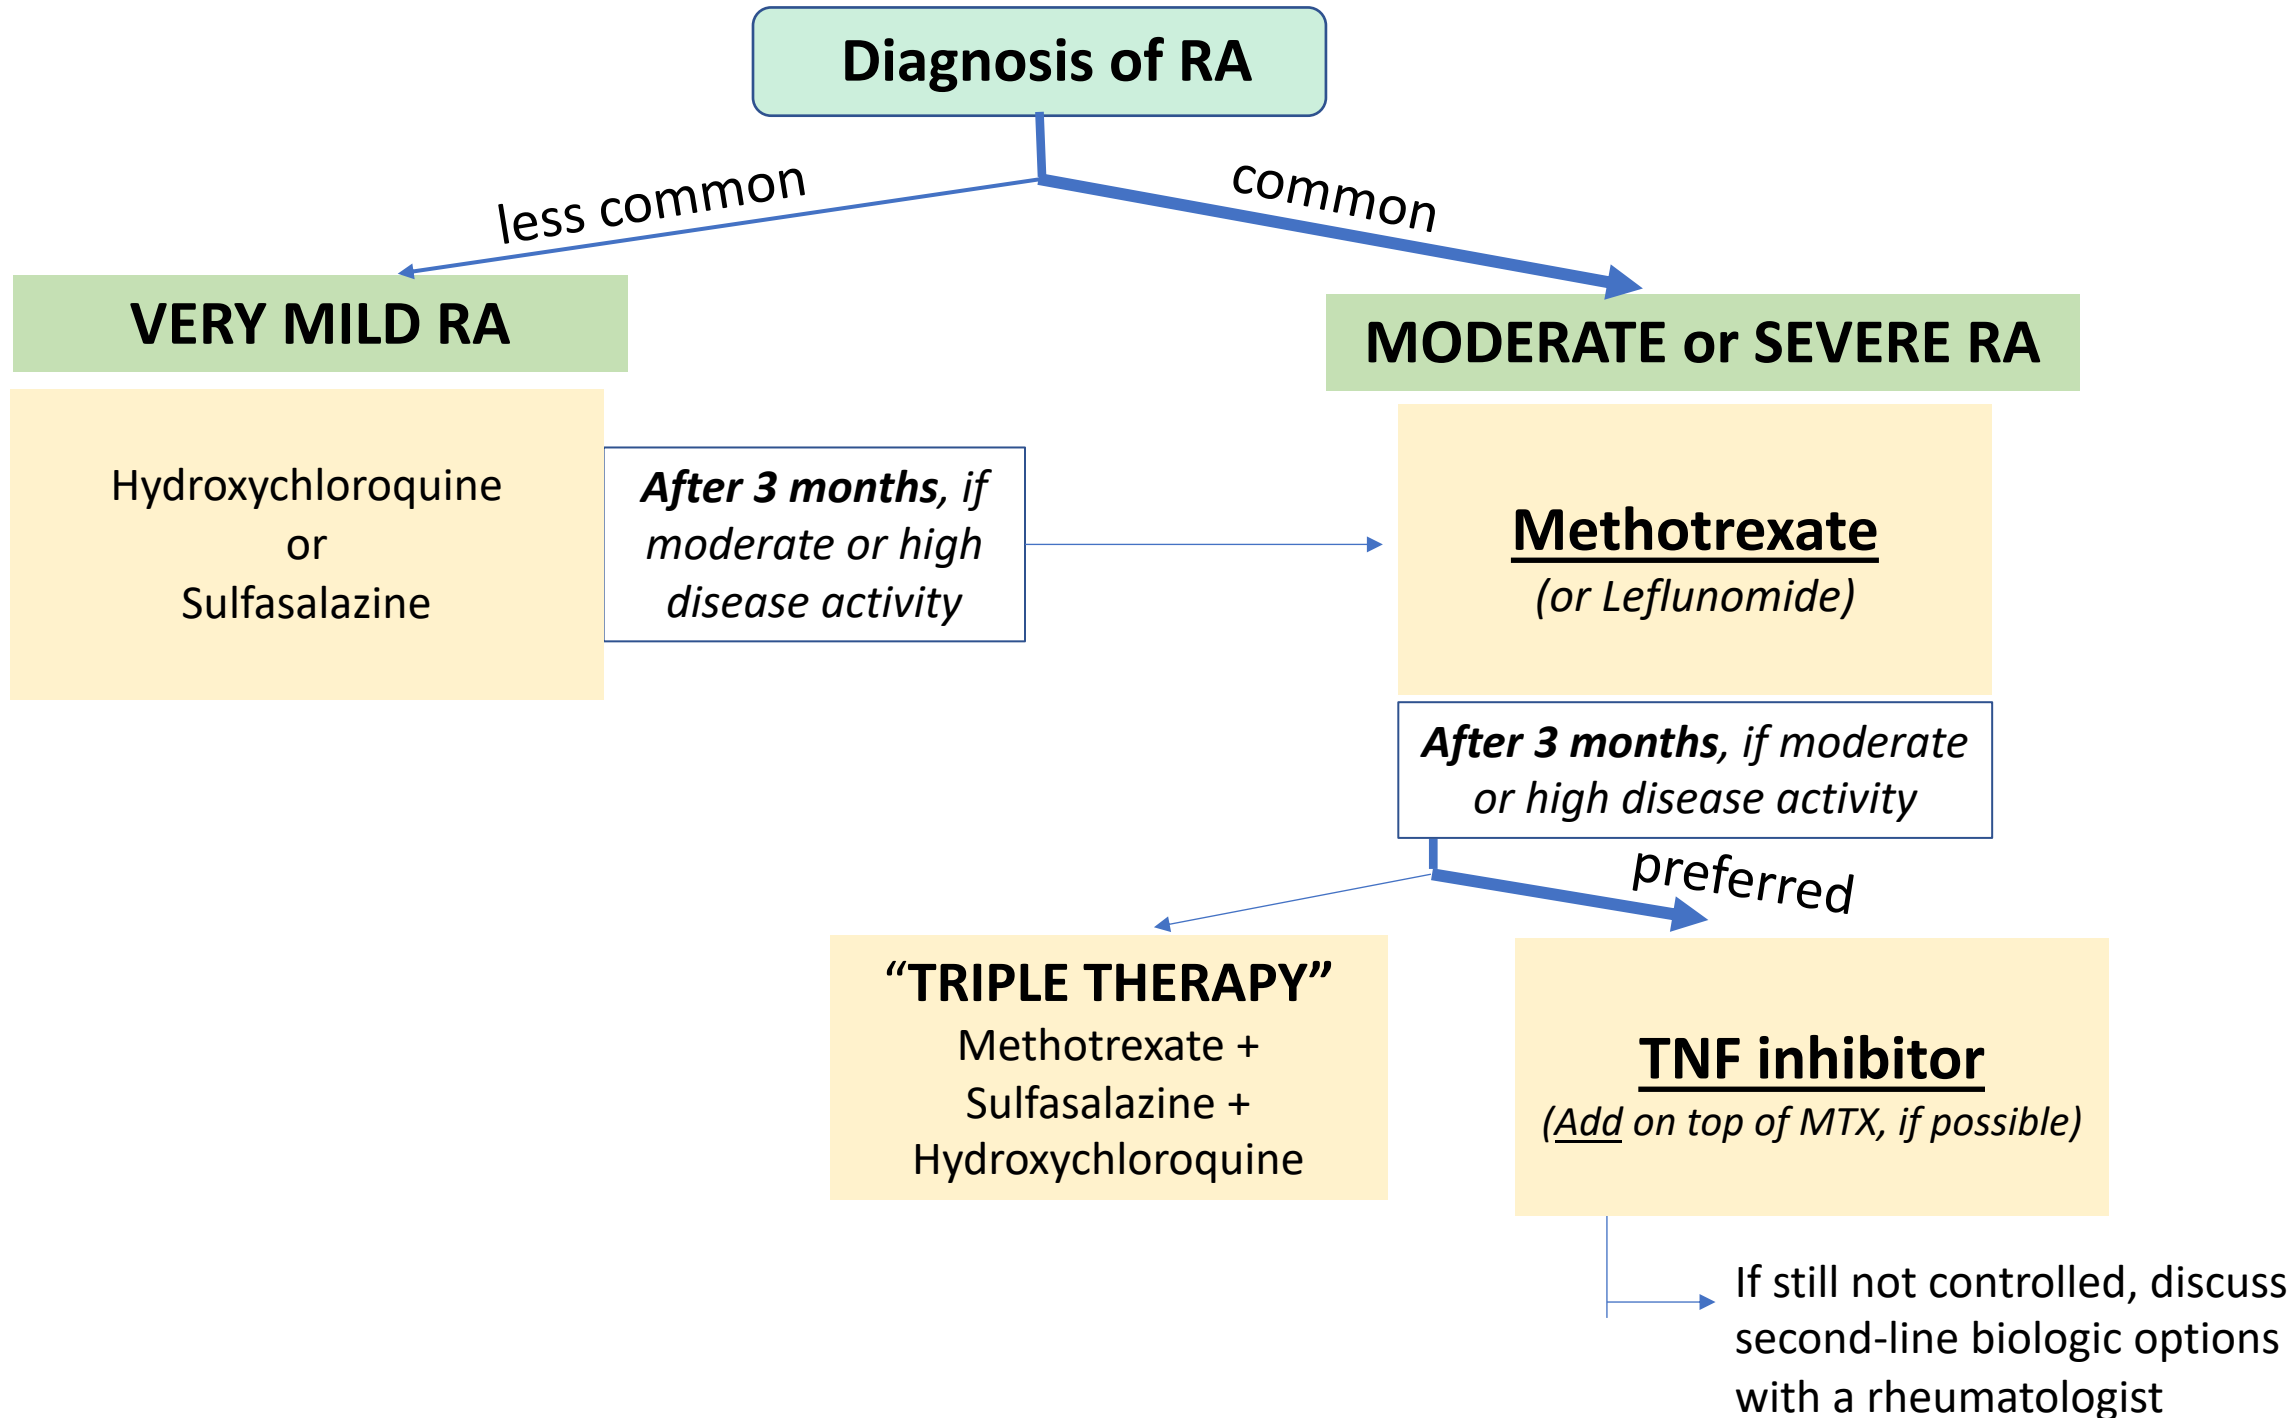 Diagnosis of RA
less common
common
VERY MILD RA
MODERATE or SEVERE RA
Hydroxychloroquine
or
Sulfasalazine
After 3 months, if
moderate or high
disease activity
Methotrexate
(or Leflunomide)
After 3 months, if moderate
or high disease activity
preferred
“TRIPLE THERAPY”
Methotrexate +
Sulfasalazine +
Hydroxychloroquine
TNF inhibitor
(Add on top of MTX, if possible)
If still not controlled, discuss
second-line biologic options
with a rheumatologist